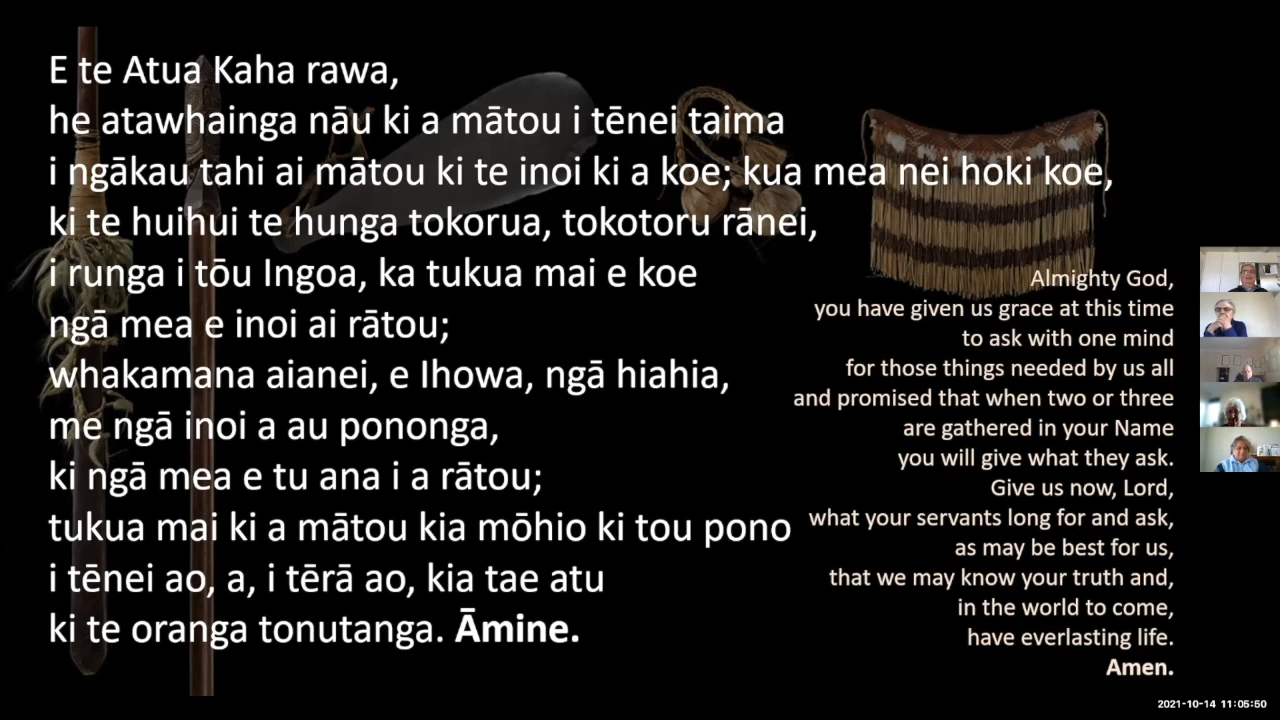 E te Atua Kaha rawa,
he atawhainga nāu ki a mātou i tēnei taima
i ngākau tahi ai mātou ki te inoi ki a koe; kua mea nei hoki koe,
ki te huihui te hunga tokorua, tokotoru rānei,
i runga i tōu Ingoa, ka tukua mai e koe
ngā mea e inoi ai rātou;
whakamana aianei, e Ihowa, ngā hiahia,
me ngā inoi a au pononga,
ki ngā mea e tu ana i a rātou;
tukua mai ki a mātou kia mōhio ki tou pono
i tēnei ao, a, i tērā ao, kia tae atu
ki te oranga tonutanga. Āmine.
Almighty God,
you have given us grace at this time
to ask with one mind
for those things needed by us all
and promised that when two or three
are gathered in your Name
you will give what they ask.
Give us now, Lord,
what your servants long for and ask,
as may be best for us,
that we may know your truth and,
in the world to come,
have everlasting life.
Amen.
2021-10-14 11:05:50